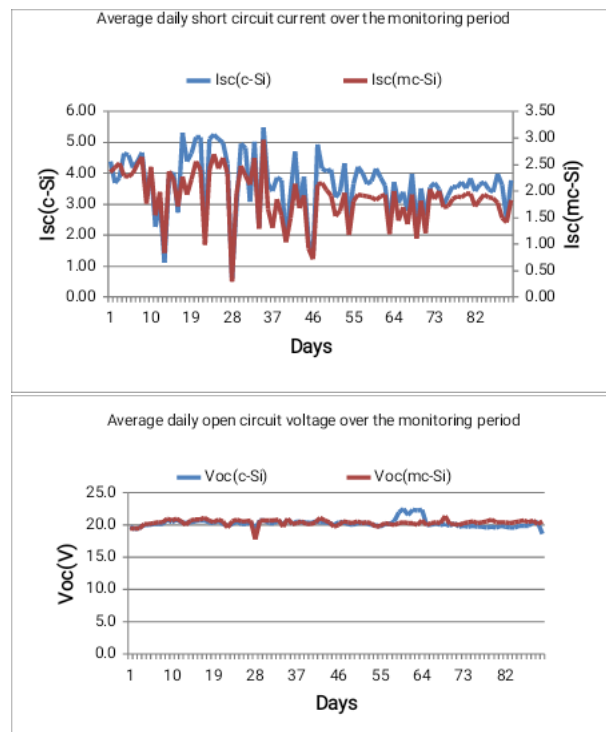 Average daily short circuit current over the monitoring period
Isc(c-Si) Isc(mc-Si)
6.00 3.50
5.00 3.00
4.00 2.50
3.00 2.00
2.00 1.50
1.00 1.00
0.00 0.50
0.00
Isc(c-Si)
Isc(mc-Si)
1 10 19 28 37 46 55 64 73 82
Days
Average daily open circuit voltage over the monitoring period
Voc(c-Si) Voc(mc-Si)
25.0
20.0
15.0
10.0
5.0
0.0
Voc(V)
1 10 19 28 37 46 55 64 73 82
Days